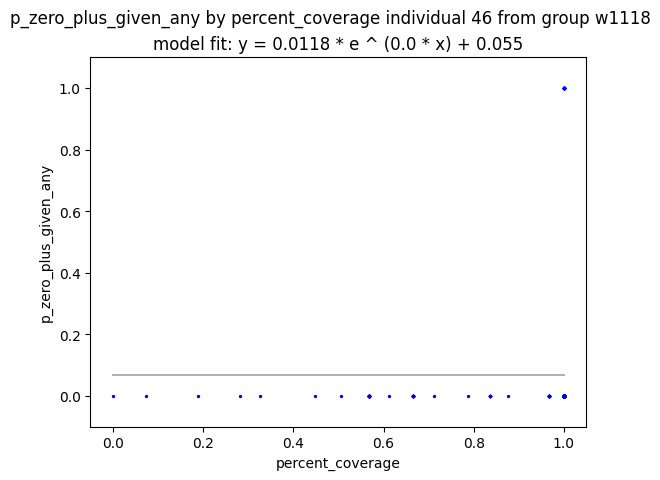 p_zero_plus_given_any by percent_coverage individual 46 from group w1118
model fit: y = 0.0118 * e ^ (0.0 * x) + 0.055
1.0
0.8
0.6
0.4
0.2
0.0
p_zero_plus_given_any
0.0 0.2 0.4 0.6 0.8 1.0
percent_coverage